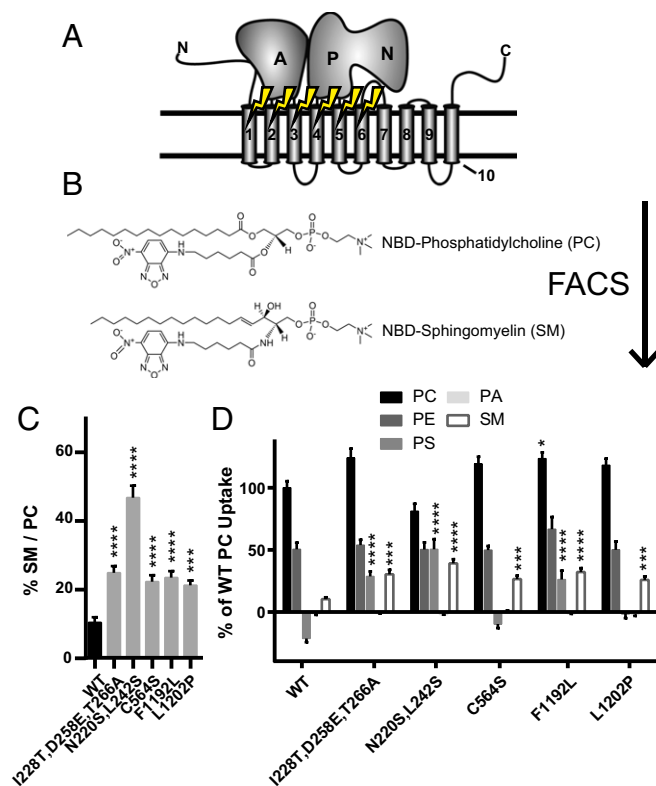 A
N
A
P
N
C
1 2 3 4 5 6 7 8 9
10
B
O⁻
N⁺
O
N
O
N
H
N
O
O
O
O
H
O
P
O⁻
O
O
N⁺
NBD-Phosphatidylcholine (PC)
FACS
O⁻
N⁺
O
N
O
N
H
N
O
H
OH
NH
H
O
P
O
O⁻
O
N⁺
NBD-Sphingomyelin (SM)
C
% SM / PC
60
40
20
0
****
****
****
****
***
WT
I228T,D258E,T266A
N220S,L242S
C564S
F1192L
L1202P
D
PC
PA
PE
SM
PS
% of WT PC Uptake
100
50
0
****
***
****
****
***
*
****
****
***
WT
I228T,D258E,T266A
N220S,L242S
C564S
F1192L
L1202P